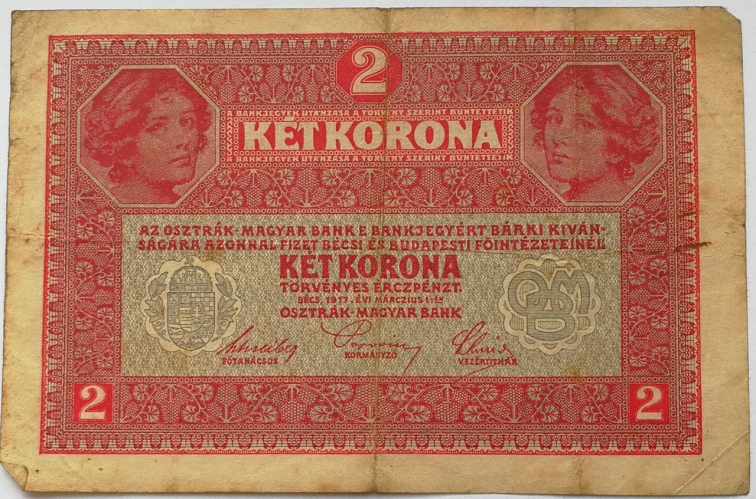 2
A BANKJEGYEK UTÁNZÁSA A TÖRVÉNY SZERINT BÜNTETTETIK
KÉT KORONA
A BANKJEGYEK UTÁNZÁSA A TÖRVÉNY SZERINT BÜNTETTETIK
AZ OSZTRÁK-MAGYAR BANK E BANKJEGYÉRT BÁRKI KIVÁN-
SÁGÁRA AZONNAL FIZET BÉCSI ÉS BUDAPESTI FŐINTÉZETEINÉL
KÉT KORONA
TÖRVÉNYES ÉRCZPÉNZT.
BÉCS, 1917. ÉVI MÁRCZIUS 1-ÉN
OSZTRÁK-MAGYAR BANK
FŐTANÁCSOS KORMÁNYZÓ VEZÉRTITKÁR
2 2